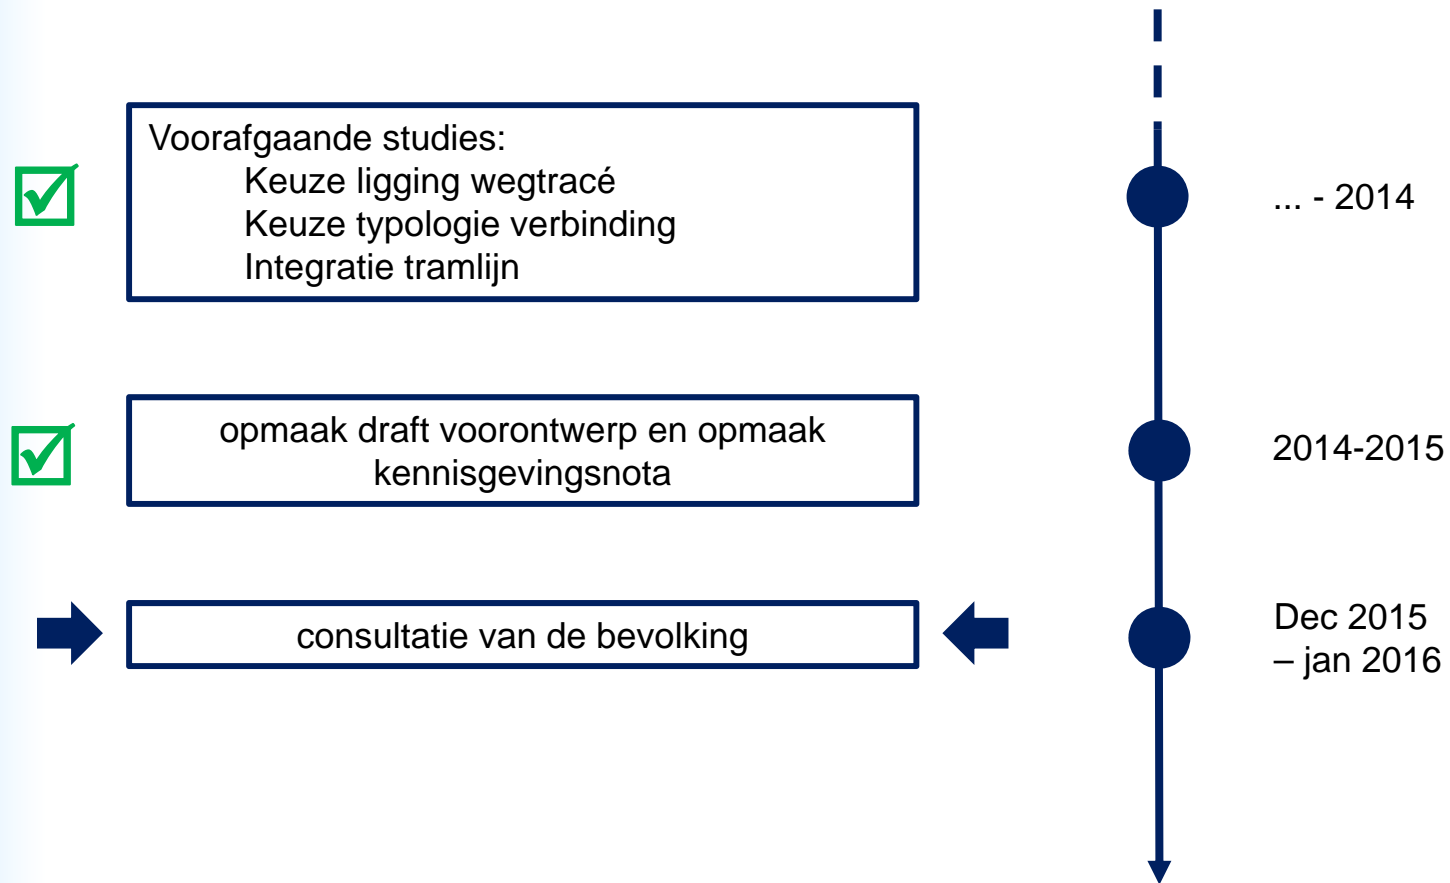 Voorafgaande studies:
Keuze ligging wegtracé
Keuze typologie verbinding
Integratie tramlijn
... - 2014
opmaak draft voorontwerp en opmaak
kennisgevingsnota
2014-2015
consultatie van de bevolking
Dec 2015
– jan 2016